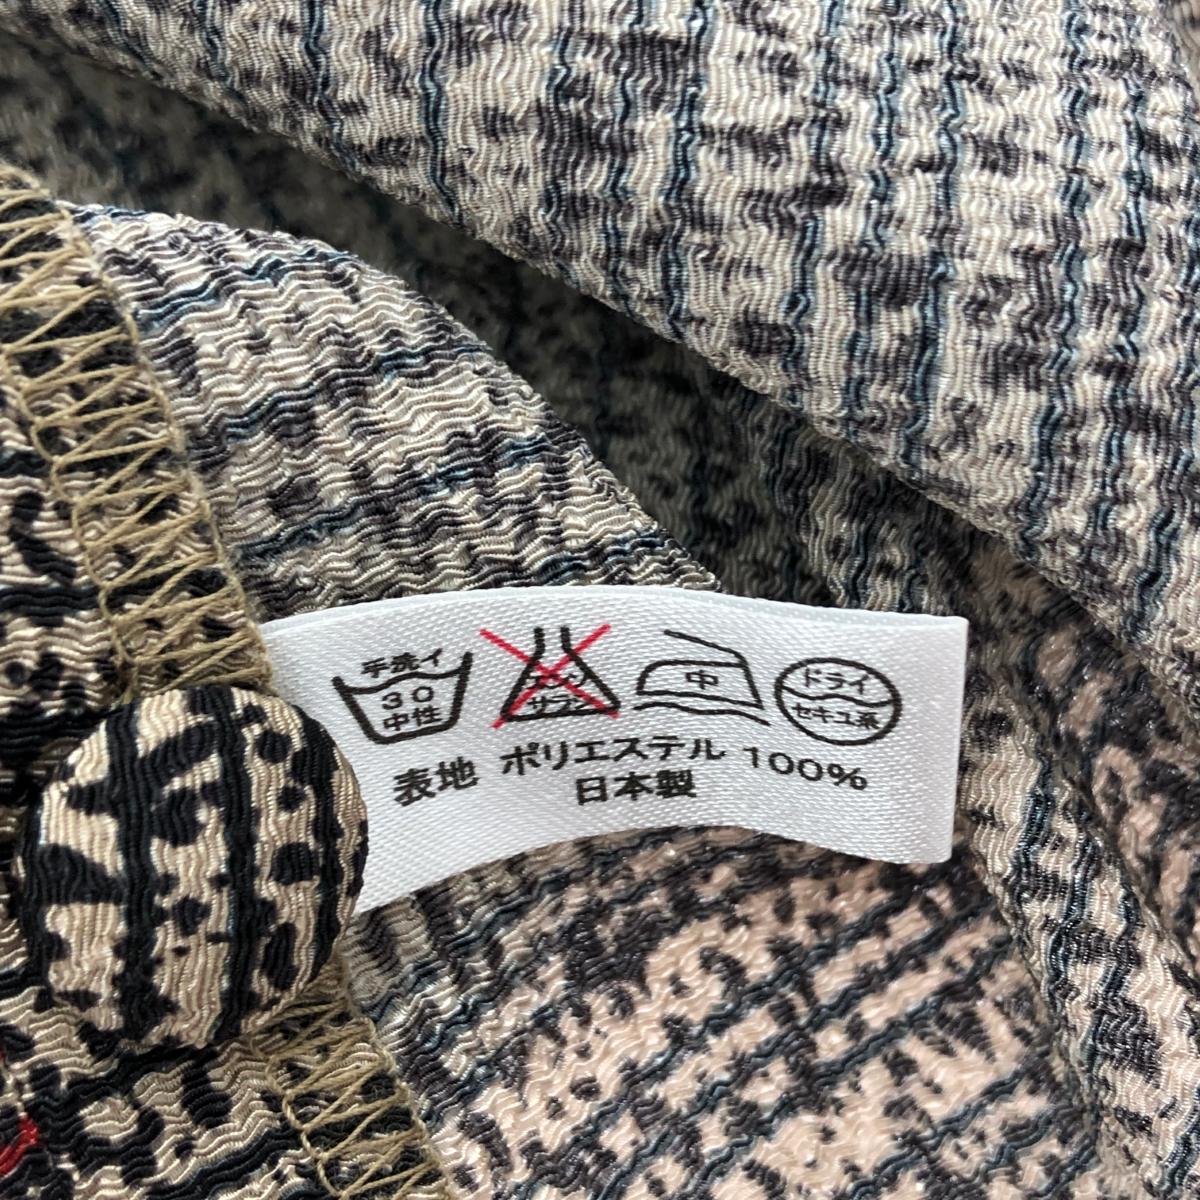 手洗イ
30
中性
エンソ
サラシ
中
ドライ
セキユ系
表地 ポリエステル 100%
日本製